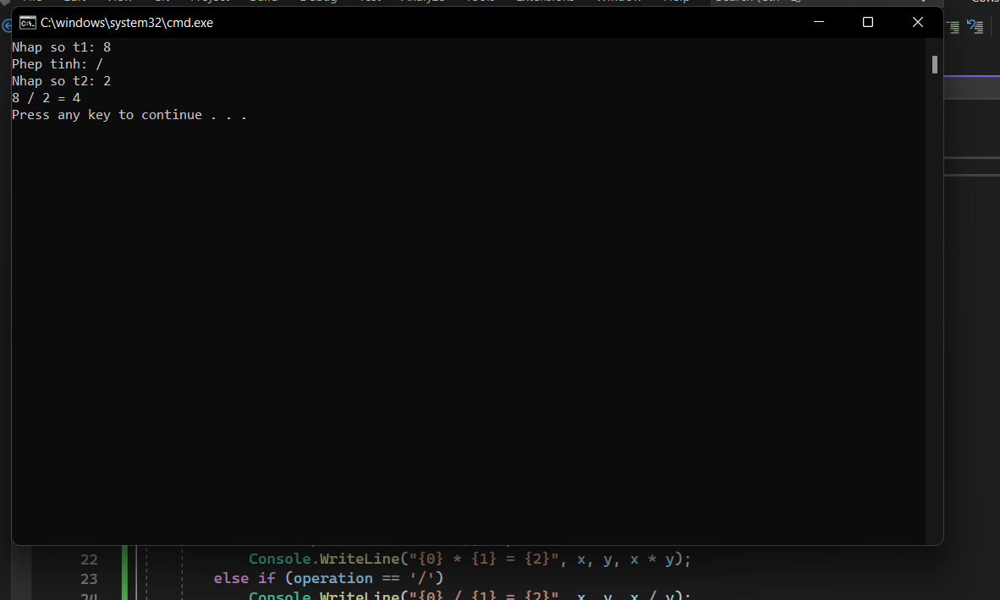 C:\windows\system32\cmd.exe
Nhap so t1: 8
Phep tinh: /
Nhap so t2: 2
8 / 2 = 4
Press any key to continue . . .
22 Console.WriteLine("{0} * {1} = {2}", x, y, x * y);
23 else if (operation == '/')
24 Console.WriteLine("{0} / {1} = {2}", x, y, x / y);